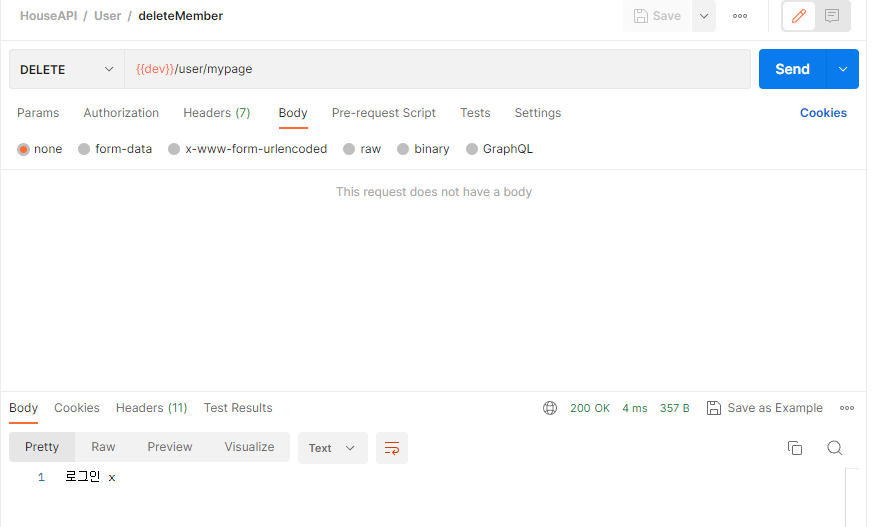 HouseAPI / User / deleteMember Save
DELETE {{dev}}/user/mypage Send
Params Authorization Headers (7) Body Pre-request Script Tests Settings Cookies
none form-data x-www-form-urlencoded raw binary GraphQL
This request does not have a body
Body Cookies Headers (11) Test Results 200 OK 4 ms 357 B Save as Example
Pretty Raw Preview Visualize Text
1 로그인 x